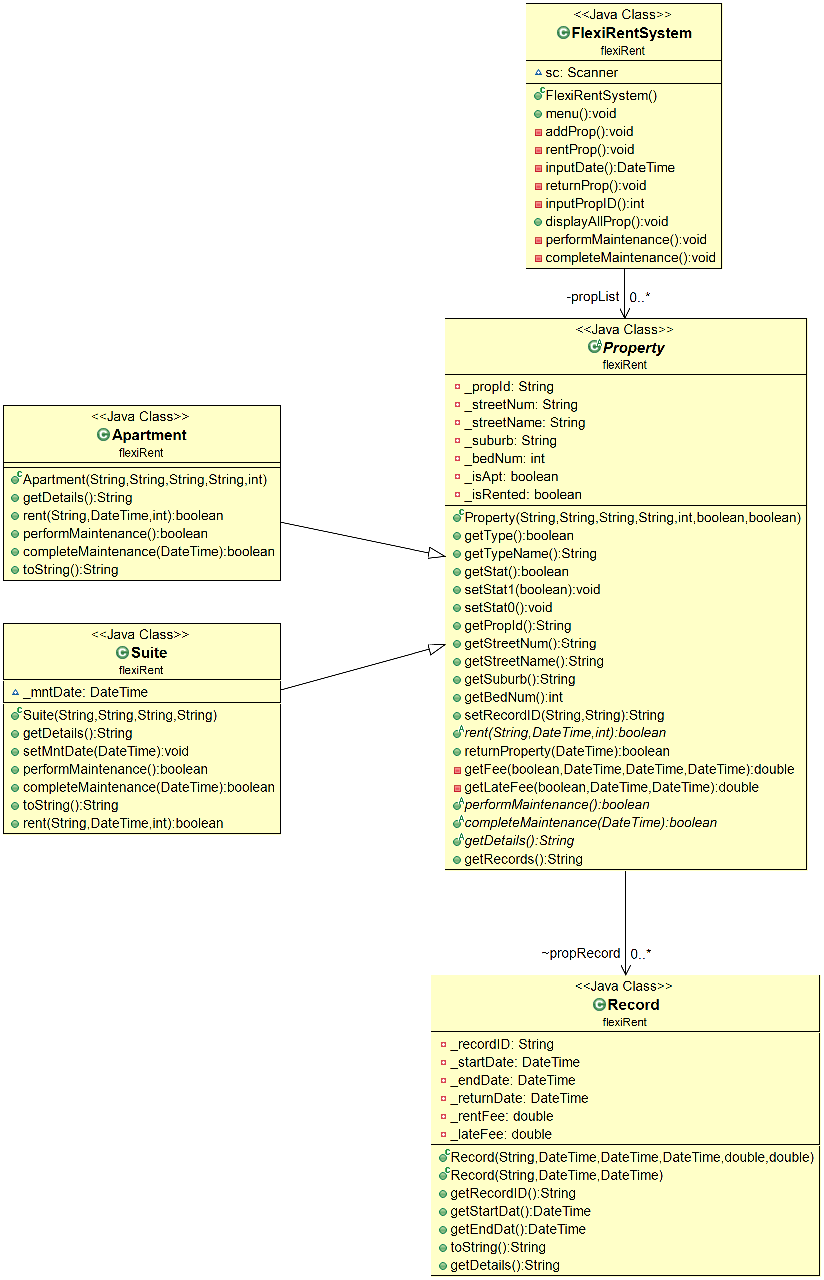 <<Java Class>>
FlexiRentSystem
flexiRent
sc: Scanner
FlexiRentSystem()
menu():void
addProp():void
rentProp():void
inputDate():DateTime
returnProp():void
inputPropID():int
displayAllProp():void
performMaintenance():void
completeMaintenance():void
-propList 0..*
<<Java Class>>
Property
flexiRent
_propId: String
_streetNum: String
_streetName: String
_suburb: String
_bedNum: int
_isApt: boolean
_isRented: boolean
Property(String,String,String,String,int,boolean,boolean)
getType():boolean
getTypeName():String
getStat():boolean
setStat1(boolean):void
setStat0():void
getPropId():String
getStreetNum():String
getStreetName():String
getSuburb():String
getBedNum():int
setRecordID(String,String):String
rent(String,DateTime,int):boolean
returnProperty(DateTime):boolean
getFee(boolean,DateTime,DateTime,DateTime):double
getLateFee(boolean,DateTime,DateTime):double
performMaintenance():boolean
completeMaintenance(DateTime):boolean
getDetails():String
getRecords():String
<<Java Class>>
Apartment
flexiRent
Apartment(String,String,String,String,int)
getDetails():String
rent(String,DateTime,int):boolean
performMaintenance():boolean
completeMaintenance(DateTime):boolean
toString():String
<<Java Class>>
Suite
flexiRent
_mntDate: DateTime
Suite(String,String,String,String)
getDetails():String
setMntDate(DateTime):void
performMaintenance():boolean
completeMaintenance(DateTime):boolean
toString():String
rent(String,DateTime,int):boolean
~propRecord 0..*
<<Java Class>>
Record
flexiRent
_recordID: String
_startDate: DateTime
_endDate: DateTime
_returnDate: DateTime
_rentFee: double
_lateFee: double
Record(String,DateTime,DateTime,DateTime,double,double)
Record(String,DateTime,DateTime)
getRecordID():String
getStartDat():DateTime
getEndDat():DateTime
toString():String
getDetails():String